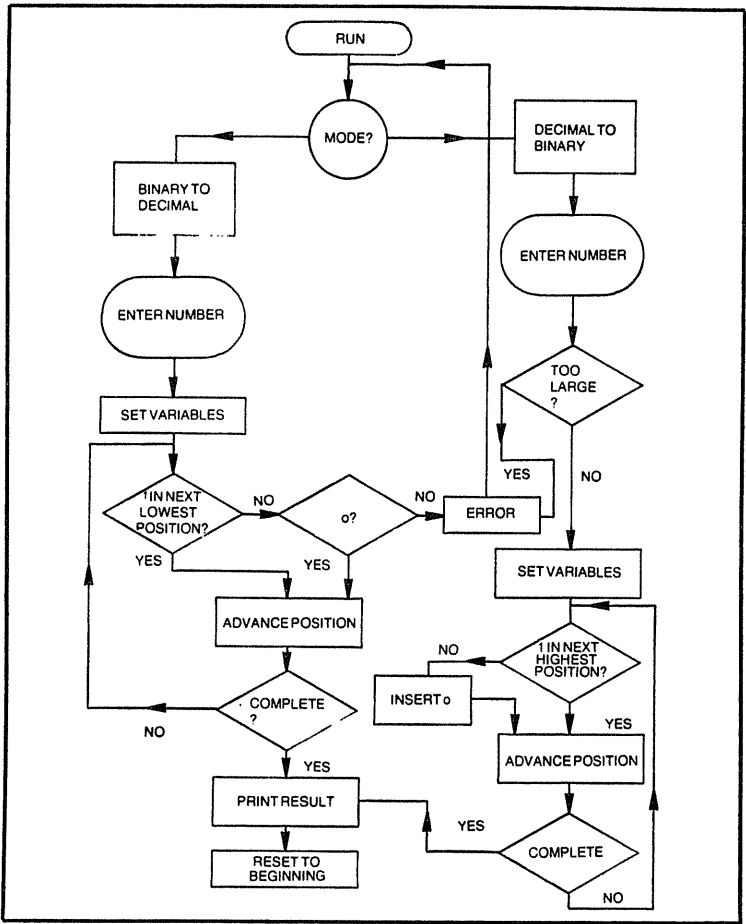 RUN
MODE?
DECIMAL TO
BINARY
BINARY TO
DECIMAL
ENTER NUMBER
ENTER NUMBER
TOO
LARGE
?
SET VARIABLES
YES
NO
1 IN NEXT
LOWEST
POSITION?
NO
o?
NO
ERROR
YES
YES
SET VARIABLES
ADVANCE POSITION
NO
1 IN NEXT
HIGHEST
POSITION?
INSERT o
COMPLETE
?
NO
YES
YES
ADVANCE POSITION
PRINT RESULT
YES
COMPLETE
RESET TO
BEGINNING
NO